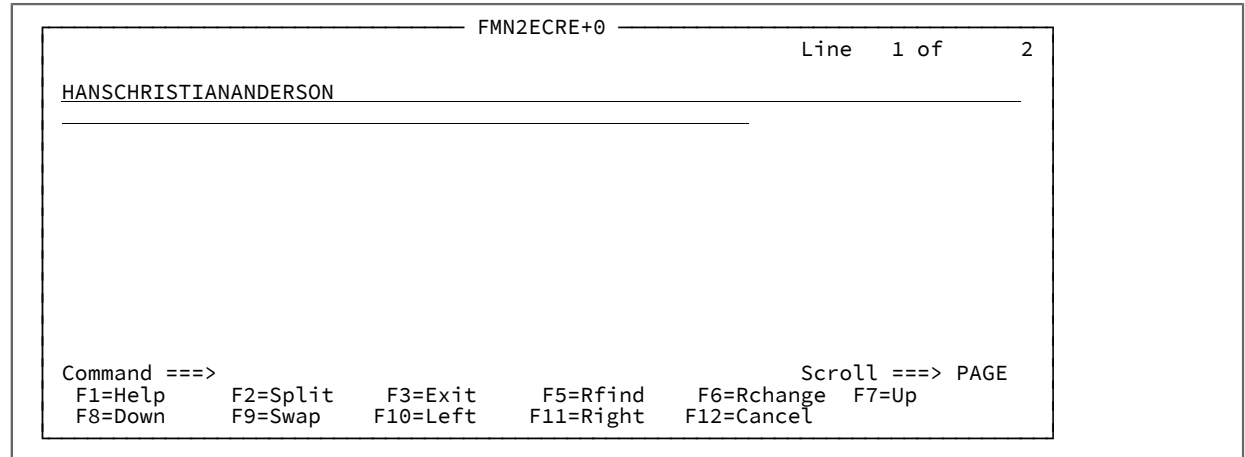 FMN2ECRE+0
Line 1 of 2
HANSCHRISTIANANDERSON
Command ===> Scroll ===> PAGE
F1=Help F2=Split F3=Exit F5=Rfind F6=Rchange F7=Up
F8=Down F9=Swap F10=Left F11=Right F12=Cancel